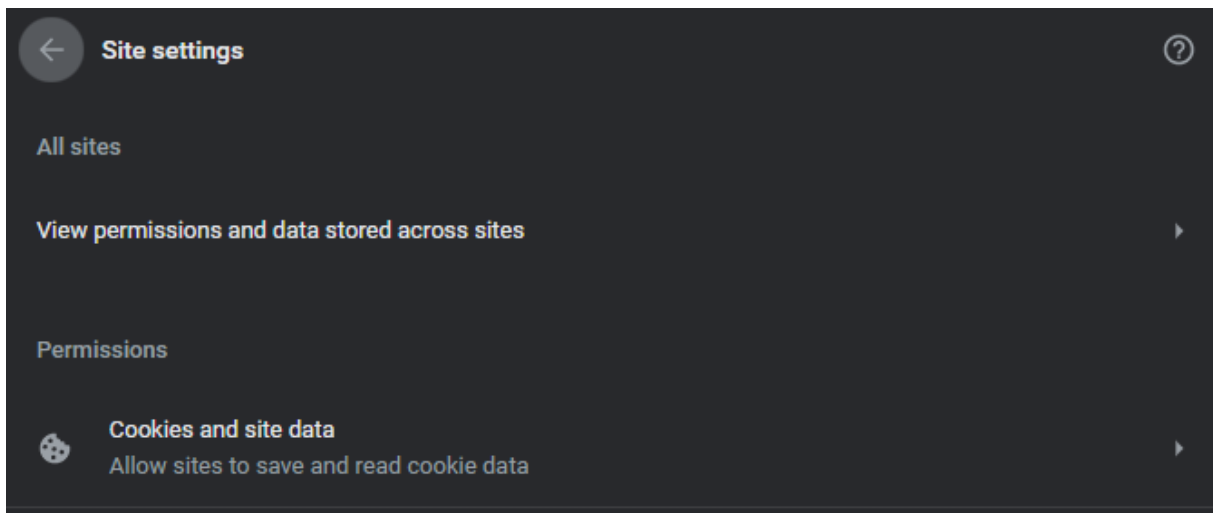 Site settings
All sites
View permissions and data stored across sites
Permissions
Cookies and site data
Allow sites to save and read cookie data